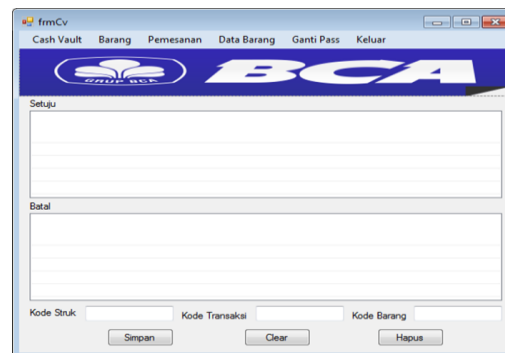 frmCv
Cash Vault Barang Pemesanan Data Barang Ganti Pass Keluar
GRUP BCA BCA
Setuju
Batal
Kode Struk Kode Transaksi Kode Barang
Simpan Clear Hapus